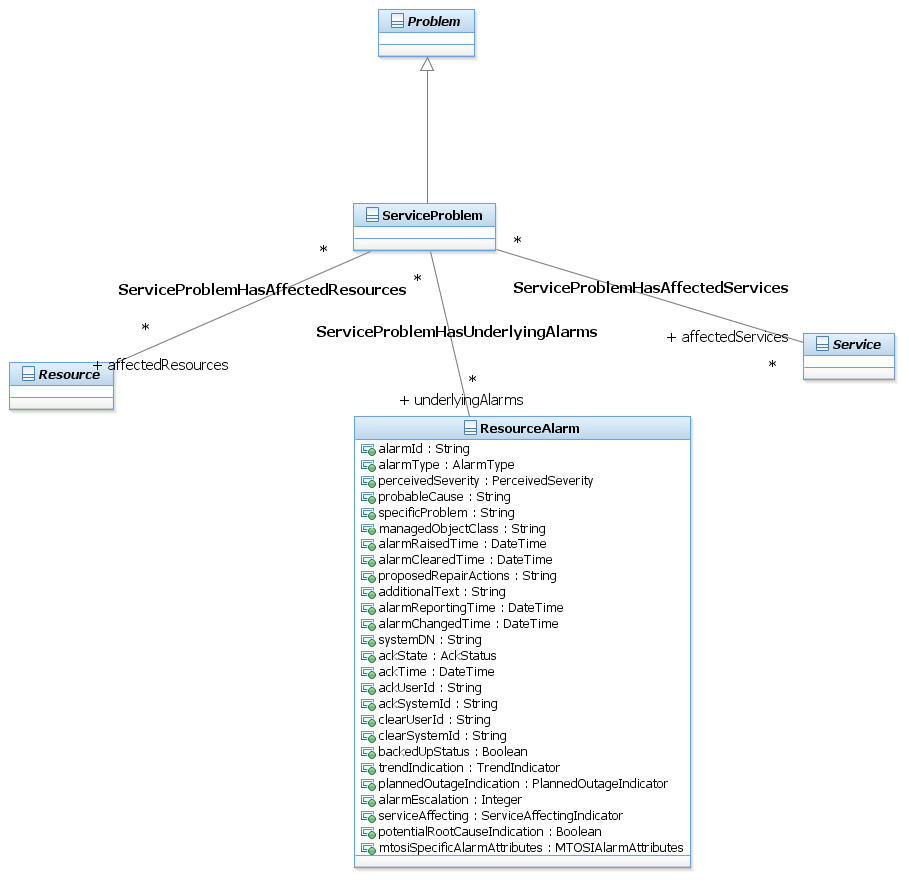 Problem
ServiceProblem
*
*
*
ServiceProblemHasAffectedResources
ServiceProblemHasAffectedServices
*
ServiceProblemHasUnderlyingAlarms
+ affectedServices
Service
*
+ affectedResources
Resource
*
+ underlyingAlarms
ResourceAlarm
alarmId : String
alarmType : AlarmType
perceivedSeverity : PerceivedSeverity
probableCause : String
specificProblem : String
managedObjectClass : String
alarmRaisedTime : DateTime
alarmClearedTime : DateTime
proposedRepairActions : String
additionalText : String
alarmReportingTime : DateTime
alarmChangedTime : DateTime
systemDN : String
ackState : AckStatus
ackTime : DateTime
ackUserId : String
ackSystemId : String
clearUserId : String
clearSystemId : String
backedUpStatus : Boolean
trendIndication : TrendIndicator
plannedOutageIndication : PlannedOutageIndicator
alarmEscalation : Integer
serviceAffecting : ServiceAffectingIndicator
potentialRootCauseIndication : Boolean
mtosiSpecificAlarmAttributes : MTOSIAlarmAttributes